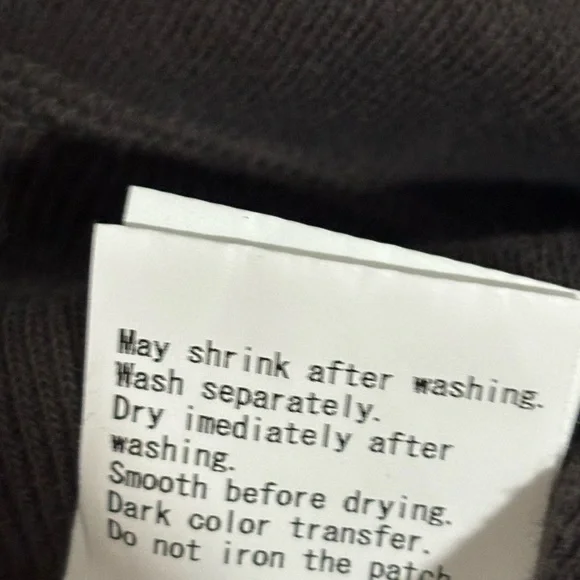 May shrink after washing.
Wash separately.
Dry imediately after
washing.
Smooth before drying.
Dark color transfer.
Do not iron the patch